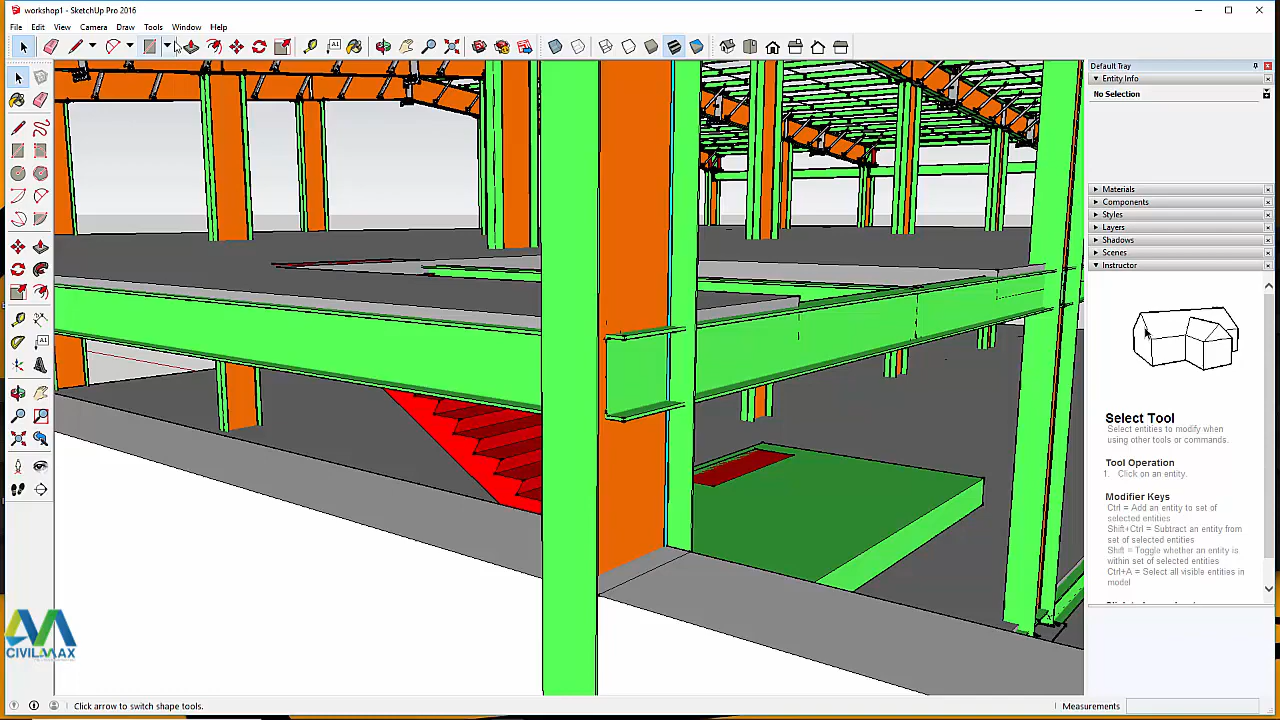 workshop1 - SketchUp Pro 2016
File Edit View Camera Draw Tools Window Help
A1
Default Tray
Entity Info
No Selection
Materials
Components
Styles
Layers
Shadows
Scenes
Instructor
A1
Select Tool
Select entities to modify when
using other tools or commands.
Tool Operation
1. Click on an entity.
Modifier Keys
Ctrl = Add an entity to set of
selected entities
Shift+Ctrl = Subtract an entity from
set of selected entities
Shift = Toggle whether an entity is
within set of selected entities
Ctrl+A = Select all visible entities in
model
CIVILMAX
Click arrow to switch shape tools.
Measurements